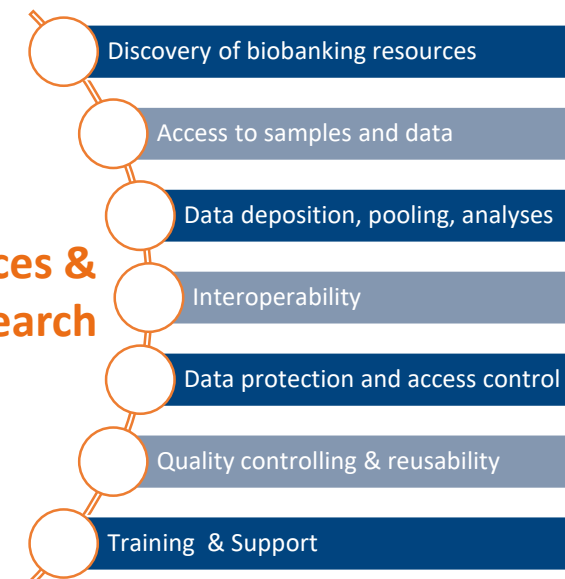 Discovery of biobanking resources
Access to samples and data
Data deposition, pooling, analyses
ces &
earch
Interoperability
Data protection and access control
Quality controlling & reusability
Training & Support